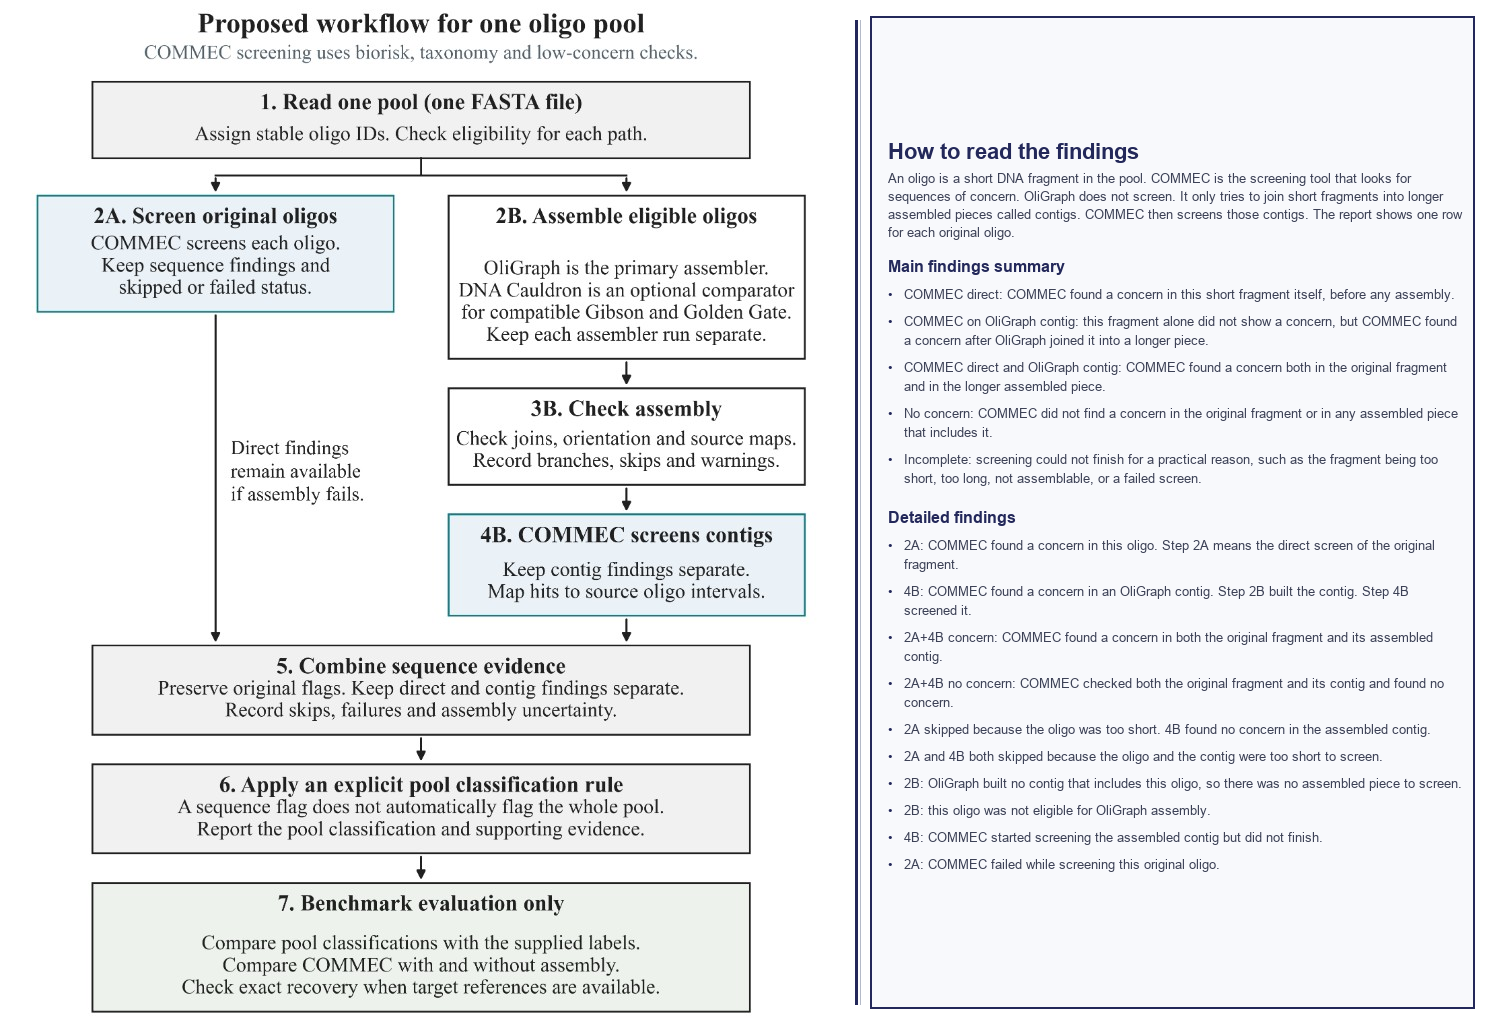 Proposed workflow for one oligo pool
COMMEC screening uses biorisk, taxonomy and low-concern checks.
1. Read one pool (one FASTA file)
Assign stable oligo IDs. Check eligibility for each path.
2A. Screen original oligos
COMMEC screens each oligo.
Keep sequence findings and
skipped or failed status.
2B. Assemble eligible oligos
OliGraph is the primary assembler.
DNA Cauldron is an optional comparator
for compatible Gibson and Golden Gate.
Keep each assembler run separate.
3B. Check assembly
Check joins, orientation and source maps.
Record branches, skips and warnings.
Direct findings
remain available
if assembly fails.
4B. COMMEC screens contigs
Keep contig findings separate.
Map hits to source oligo intervals.
5. Combine sequence evidence
Preserve original flags. Keep direct and contig findings separate.
Record skips, failures and assembly uncertainty.
6. Apply an explicit pool classification rule
A sequence flag does not automatically flag the whole pool.
Report the pool classification and supporting evidence.
7. Benchmark evaluation only
Compare pool classifications with the supplied labels.
Compare COMMEC with and without assembly.
Check exact recovery when target references are available.
How to read the findings
An oligo is a short DNA fragment in the pool. COMMEC is the screening tool that looks for
sequences of concern. OliGraph does not screen. It only tries to join short fragments into longer
assembled pieces called contigs. COMMEC then screens those contigs. The report shows one row
for each original oligo.
Main findings summary
• COMMEC direct: COMMEC found a concern in this short fragment itself, before any assembly.
• COMMEC on OliGraph contig: this fragment alone did not show a concern, but COMMEC found
a concern after OliGraph joined it into a longer piece.
• COMMEC direct and OliGraph contig: COMMEC found a concern both in the original fragment
and in the longer assembled piece.
• No concern: COMMEC did not find a concern in the original fragment or in any assembled piece
that includes it.
• Incomplete: screening could not finish for a practical reason, such as the fragment being too
short, too long, not assemblable, or a failed screen.
Detailed findings
• 2A: COMMEC found a concern in this oligo. Step 2A means the direct screen of the original
fragment.
• 4B: COMMEC found a concern in an OliGraph contig. Step 2B built the contig. Step 4B
screened it.
• 2A+4B concern: COMMEC found a concern in both the original fragment and its assembled
contig.
• 2A+4B no concern: COMMEC checked both the original fragment and its contig and found no
concern.
• 2A skipped because the oligo was too short. 4B found no concern in the assembled contig.
• 2A and 4B both skipped because the oligo and the contig were too short to screen.
• 2B: OliGraph built no contig that includes this oligo, so there was no assembled piece to screen.
• 2B: this oligo was not eligible for OliGraph assembly.
• 4B: COMMEC started screening the assembled contig but did not finish.
• 2A: COMMEC failed while screening this original oligo.